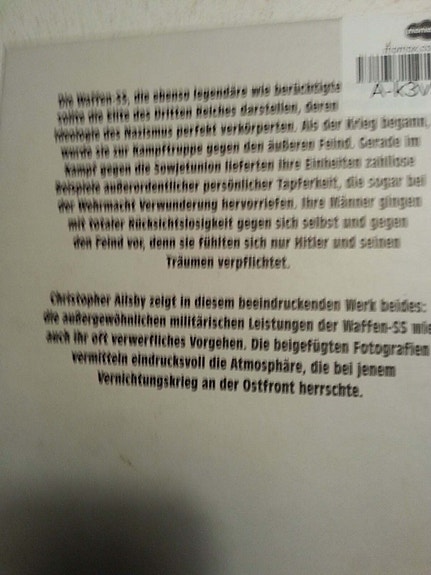 momox
momox.com
A-K3V
Die Waffen-SS, die ebenso legendäre wie berüchtigte
sollte die Elite des Dritten Reiches darstellen, deren
Ideologie des Nazismus perfekt verkörperten. Als der Krieg begann,
wurde sie zur Kampftruppe gegen den äußeren Feind. Gerade im
Kampf gegen die Sowjetunion lieferten ihre Einheiten zahllose
Beispiele außerordentlicher persönlicher Tapferkeit, die sogar bei
der Wehrmacht Verwunderung hervorriefen. Ihre Männer gingen
mit totaler Rücksichtslosigkeit gegen sich selbst und gegen
den Feind vor, denn sie fühlten sich nur Hitler und seinen
Träumen verpflichtet.
Christopher Ailsby zeigt in diesem beeindruckenden Werk beides:
die außergewöhnlichen militärischen Leistungen der Waffen-SS wie
auch ihr oft verwerfliches Vorgehen. Die beigefügten Fotografien
vermitteln eindrucksvoll die Atmosphäre, die bei jenem
Vernichtungskrieg an der Ostfront herrschte.